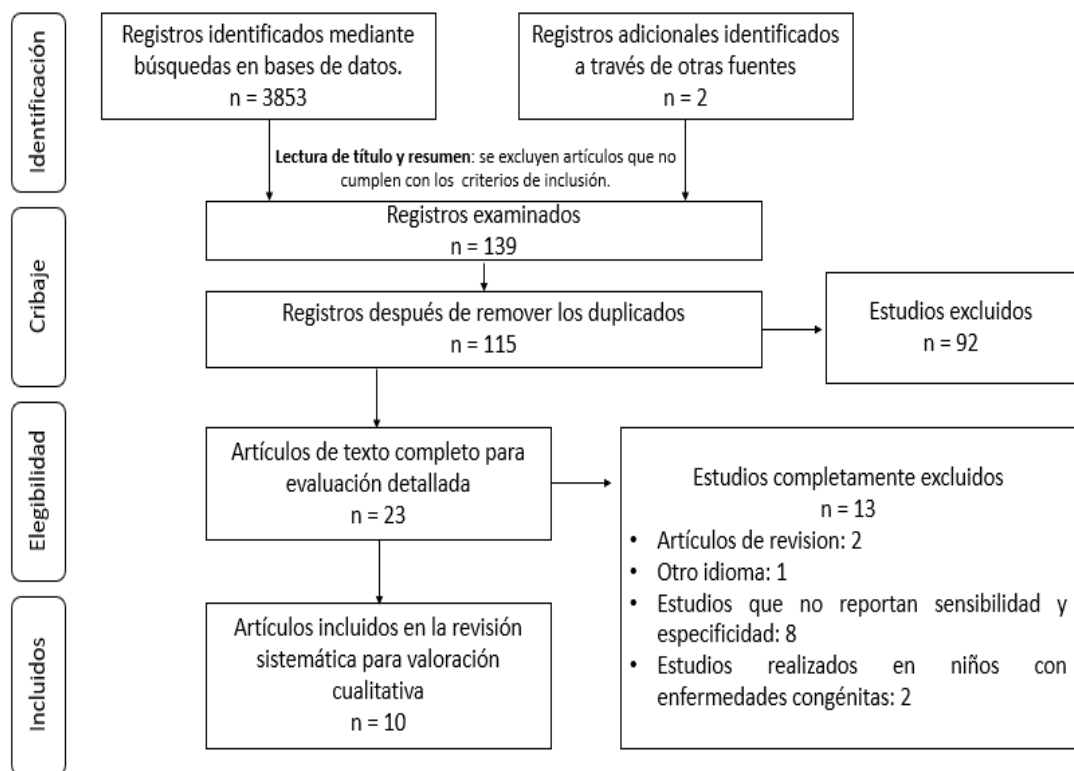 Identificación
Registros identificados mediante
búsquedas en bases de datos.
n = 3853
Registros adicionales identificados
a través de otras fuentes
n = 2
Lectura de título y resumen: se excluyen artículos que no
cumplen con los criterios de inclusión.
Cribaje
Registros examinados
n = 139
Registros después de remover los duplicados
n = 115
Estudios excluidos
n = 92
Elegibilidad
Artículos de texto completo para
evaluación detallada
n = 23
Estudios completamente excluidos
n = 13
• Artículos de revision: 2
• Otro idioma: 1
• Estudios que no reportan sensibilidad y
especificidad: 8
• Estudios realizados en niños con
enfermedades congénitas: 2
Incluidos
Artículos incluidos en la revisión
sistemática para valoración
cualitativa
n = 10